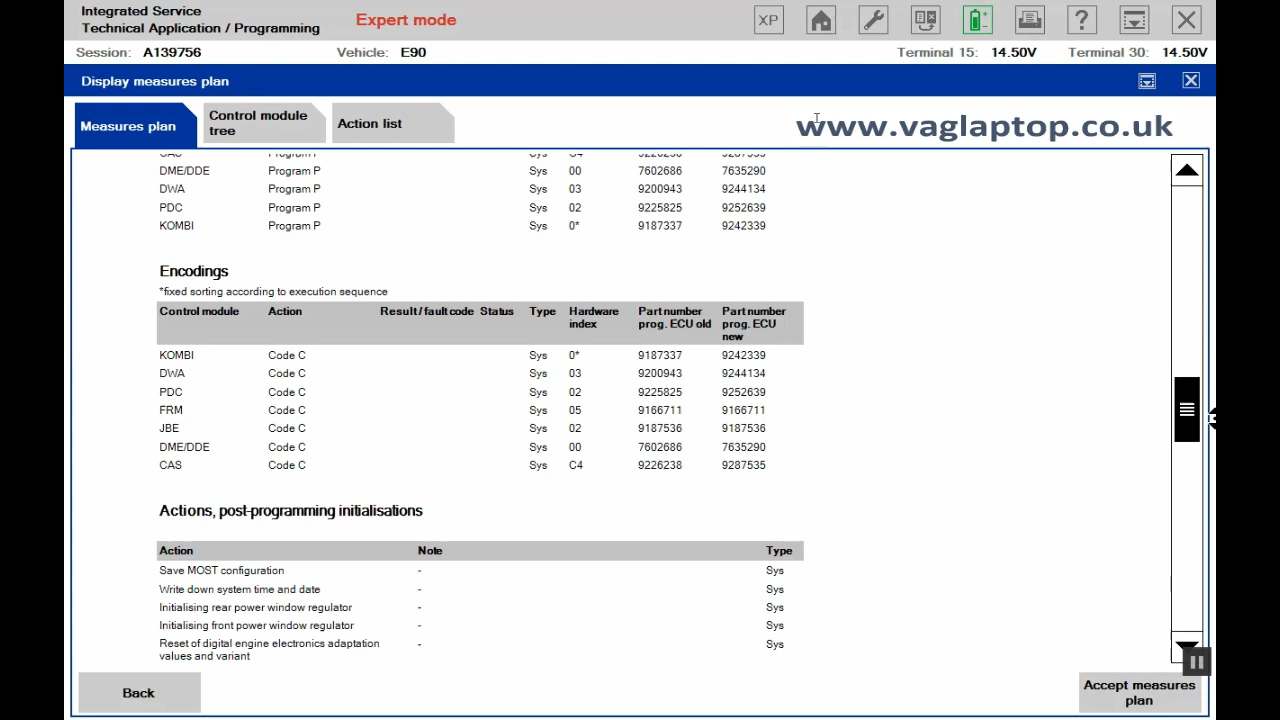 Integrated Service
Technical Application / Programming
Expert mode
XP
Session: A139756 Vehicle: E90 Terminal 15: 14.50V Terminal 30: 14.50V
Display measures plan
Measures plan
Control module
tree
Action list
www.vaglaptop.co.uk
CAS Program P Sys C4 9226238 9287535
DME/DDE Program P Sys 00 7602686 7635290
DWA Program P Sys 03 9200943 9244134
PDC Program P Sys 02 9225825 9252639
KOMBI Program P Sys 0* 9187337 9242339
Encodings
*fixed sorting according to execution sequence
Control module Action Result / fault code Status Type Hardware Part number Part number
index prog. ECU old prog. ECU
new
KOMBI Code C Sys 0* 9187337 9242339
DWA Code C Sys 03 9200943 9244134
PDC Code C Sys 02 9225825 9252639
FRM Code C Sys 05 9166711 9166711
JBE Code C Sys 02 9187536 9187536
DME/DDE Code C Sys 00 7602686 7635290
CAS Code C Sys C4 9226238 9287535
Actions, post-programming initialisations
Action Note Type
Save MOST configuration - Sys
Write down system time and date - Sys
Initialising rear power window regulator - Sys
Initialising front power window regulator - Sys
Reset of digital engine electronics adaptation - Sys
values and variant
Back
Accept measures
plan